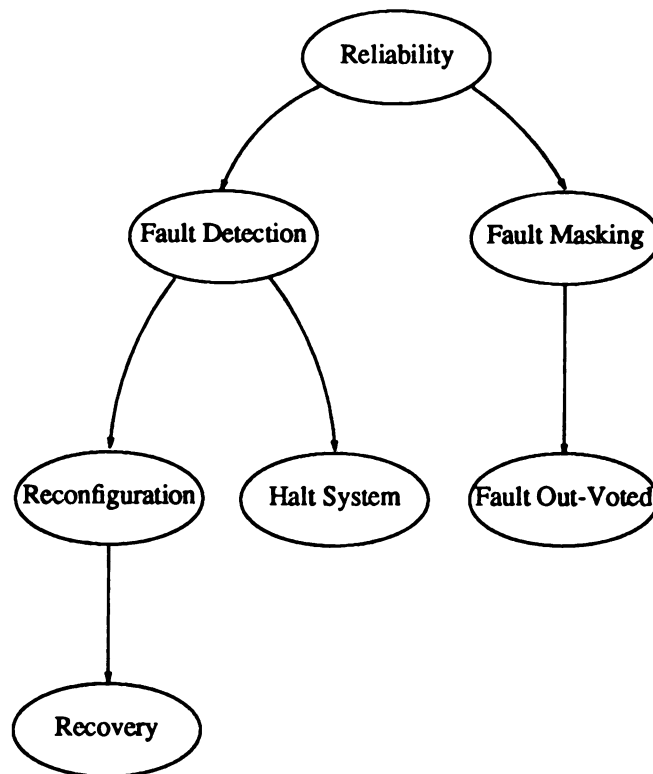 Reliability
Fault Detection
Fault Masking
Reconfiguration
Halt System
Fault Out-Voted
Recovery